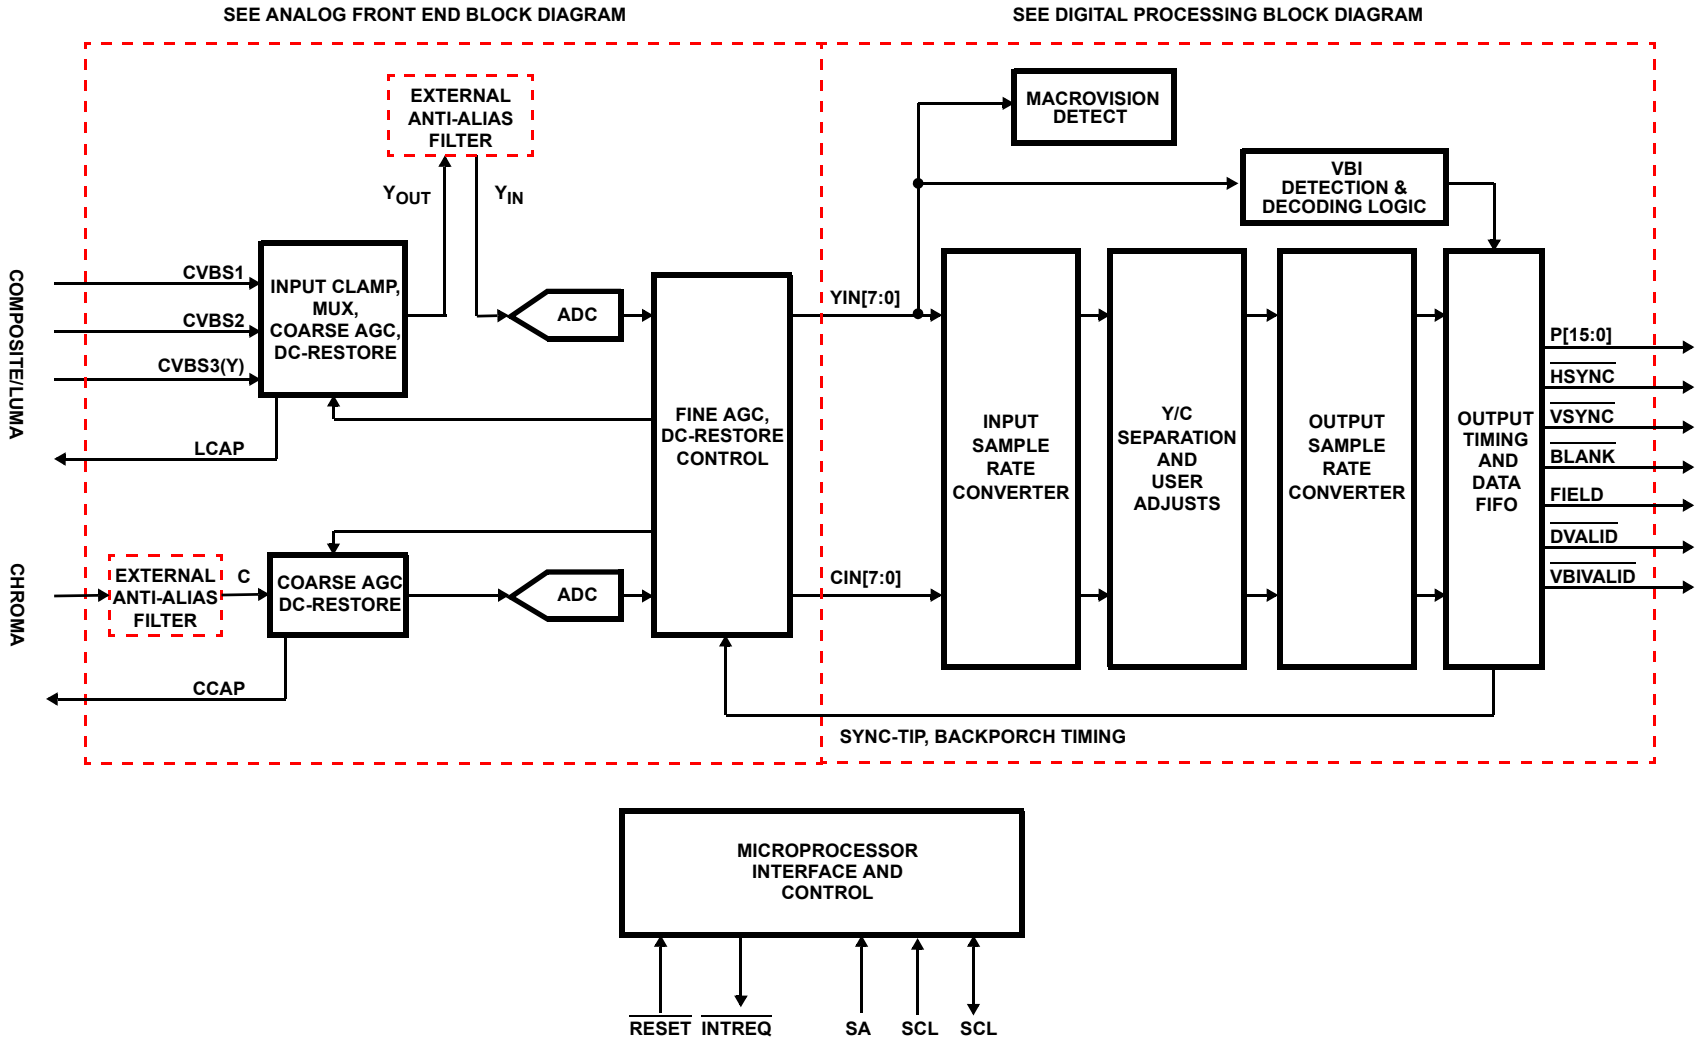 SEE ANALOG FRONT END BLOCK DIAGRAM
SEE DIGITAL PROCESSING BLOCK DIAGRAM
EXTERNAL
ANTI-ALIAS
FILTER
YOUT
YIN
COMPOSITE/LUMA
CVBS1
CVBS2
CVBS3(Y)
LCAP
INPUT CLAMP,
MUX,
COARSE AGC,
DC-RESTORE
ADC
FINE AGC,
DC-RESTORE
CONTROL
CHROMA
EXTERNAL
ANTI-ALIAS
FILTER
C
COARSE AGC
DC-RESTORE
ADC
CCAP
YIN[7:0]
CIN[7:0]
MACROVISION
DETECT
VBI
DETECTION &
DECODING LOGIC
INPUT
SAMPLE
RATE
CONVERTER
Y/C
SEPARATION
AND
USER
ADJUSTS
OUTPUT
SAMPLE
RATE
CONVERTER
OUTPUT
TIMING
AND
DATA
FIFO
P[15:0]
HSYNC
VSYNC
BLANK
FIELD
DVALID
VBIVALID
SYNC-TIP, BACKPORCH TIMING
MICROPROCESSOR
INTERFACE AND
CONTROL
RESET
INTREQ
SA
SCL
SCL